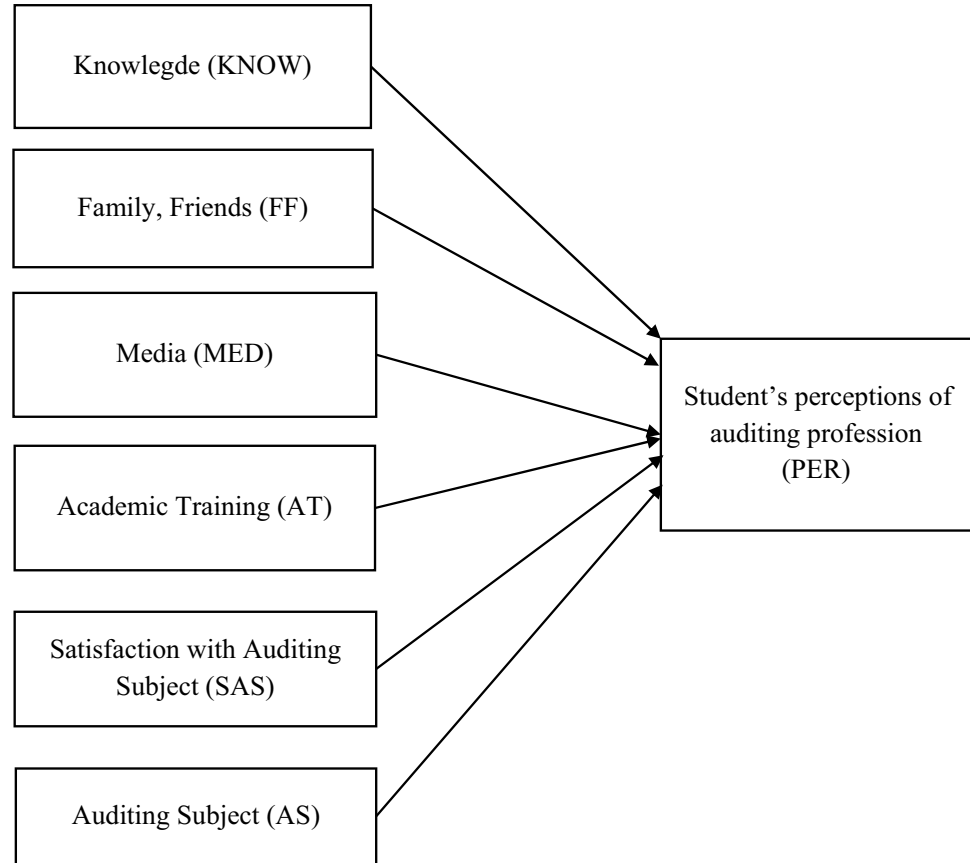 Knowlegde (KNOW)
Family, Friends (FF)
Media (MED)
Academic Training (AT)
Satisfaction with Auditing
Subject (SAS)
Auditing Subject (AS)
Student’s perceptions of
auditing profession
(PER)